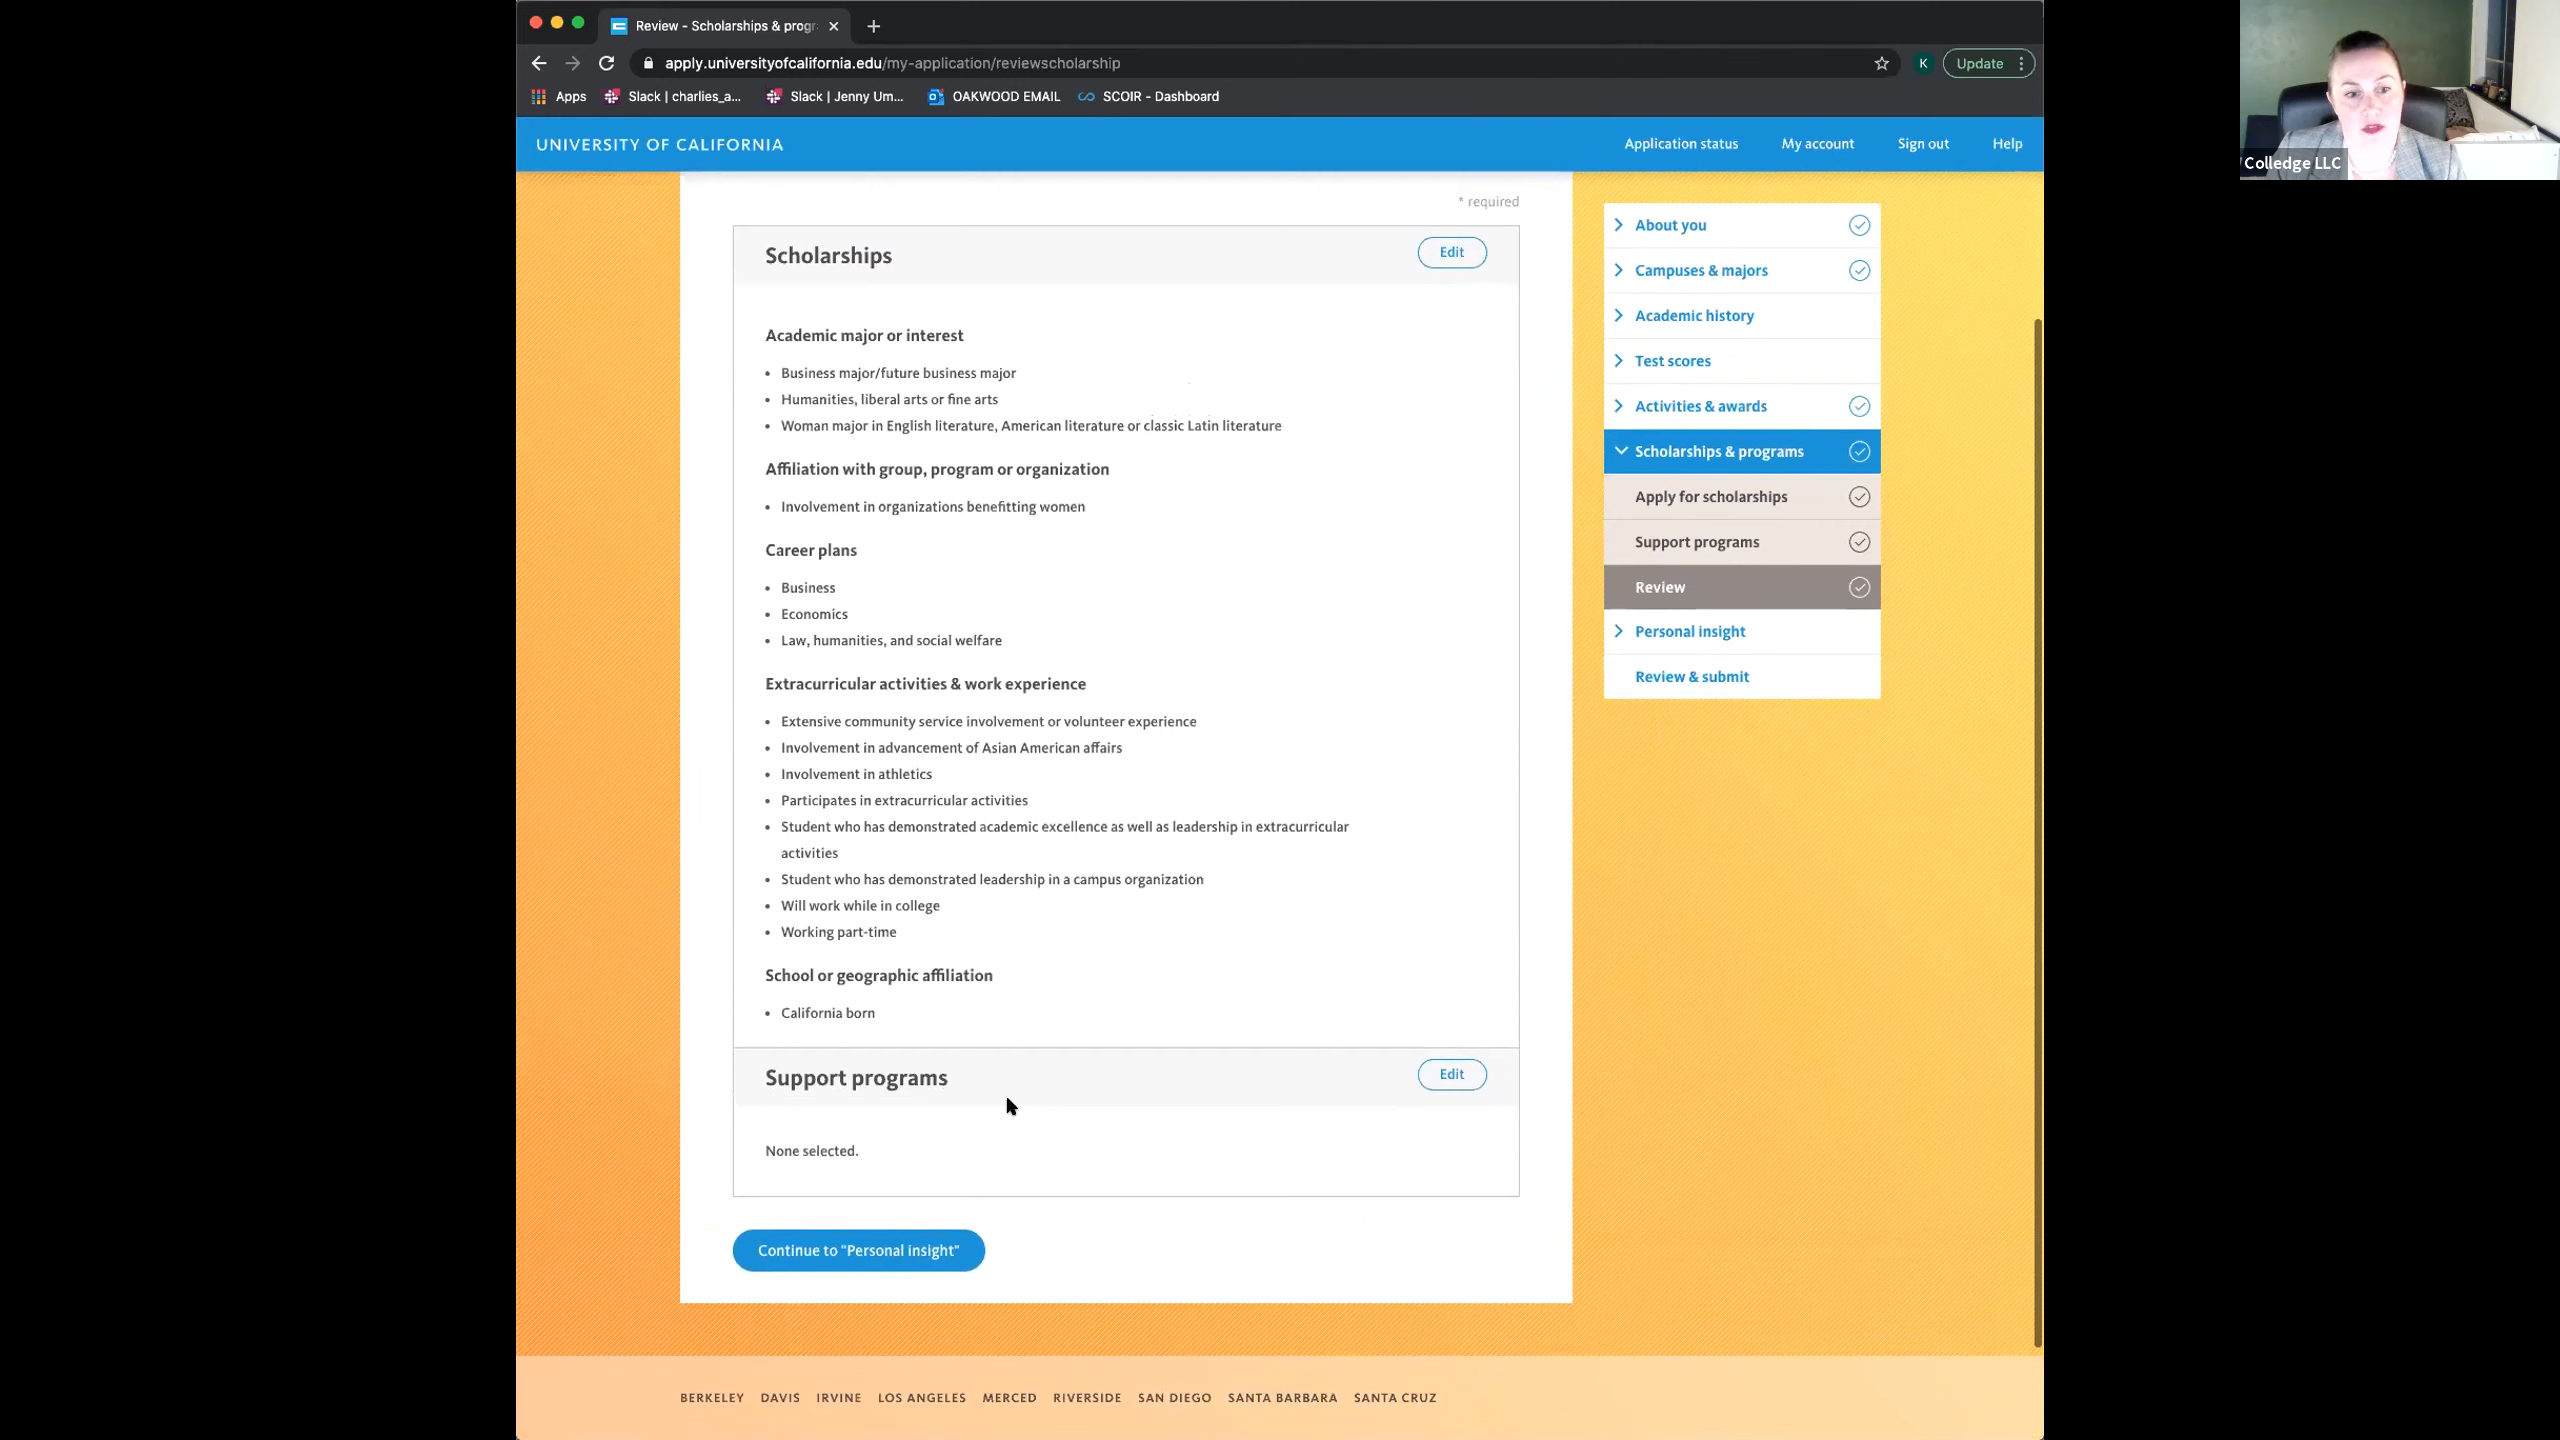 Review - Scholarships & progr
apply.universityofcalifornia.edu/my-application/reviewscholarship
K
Update
Apps
Slack | charlies_a...
Slack | Jenny Um...
OAKWOOD EMAIL
SCOIR - Dashboard
UNIVERSITY OF CALIFORNIA
Application status
My account
Sign out
Help
Colledge LLC
* required
Scholarships
Edit
Academic major or interest
• Business major/future business major
• Humanities, liberal arts or fine arts
• Woman major in English literature, American literature or classic Latin literature
Affiliation with group, program or organization
• Involvement in organizations benefitting women
Career plans
• Business
• Economics
• Law, humanities, and social welfare
Extracurricular activities & work experience
• Extensive community service involvement or volunteer experience
• Involvement in advancement of Asian American affairs
• Involvement in athletics
• Participates in extracurricular activities
• Student who has demonstrated academic excellence as well as leadership in extracurricular
activities
• Student who has demonstrated leadership in a campus organization
• Will work while in college
• Working part-time
School or geographic affiliation
• California born
Support programs
Edit
None selected.
Continue to "Personal insight"
About you
Campuses & majors
Academic history
Test scores
Activities & awards
Scholarships & programs
Apply for scholarships
Support programs
Review
Personal insight
Review & submit
BERKELEY DAVIS IRVINE LOS ANGELES MERCED RIVERSIDE SAN DIEGO SANTA BARBARA SANTA CRUZ